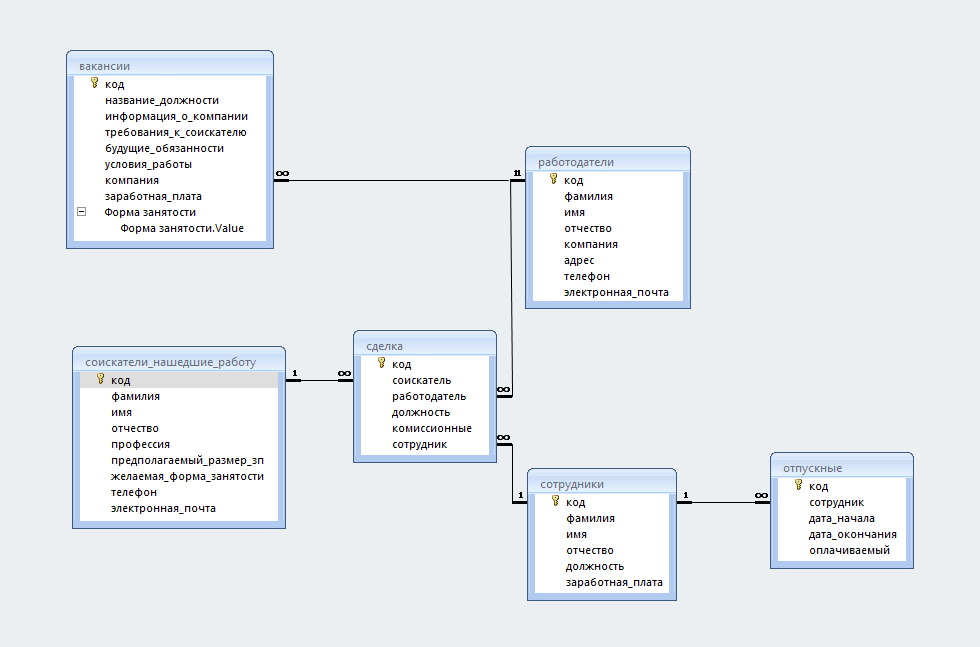 вакансии
код
название_должности
информация_о_компании
требования_к_соискателю
будущие_обязанности
условия_работы
компания
заработная_плата
Форма занятости
Форма занятости.Value
∞
11
работодатели
код
фамилия
имя
отчество
компания
адрес
телефон
электронная_почта
соискатели_нашедшие_работу
код
фамилия
имя
отчество
профессия
предполагаемый_размер_зп
желаемая_форма_занятости
телефон
электронная_почта
1
∞
сделка
код
соискатель
работодатель
должность
комиссионные
сотрудник
∞
∞
1
сотрудники
код
фамилия
имя
отчество
должность
заработная_плата
1
∞
отпускные
код
сотрудник
дата_начала
дата_окончания
оплачиваемый